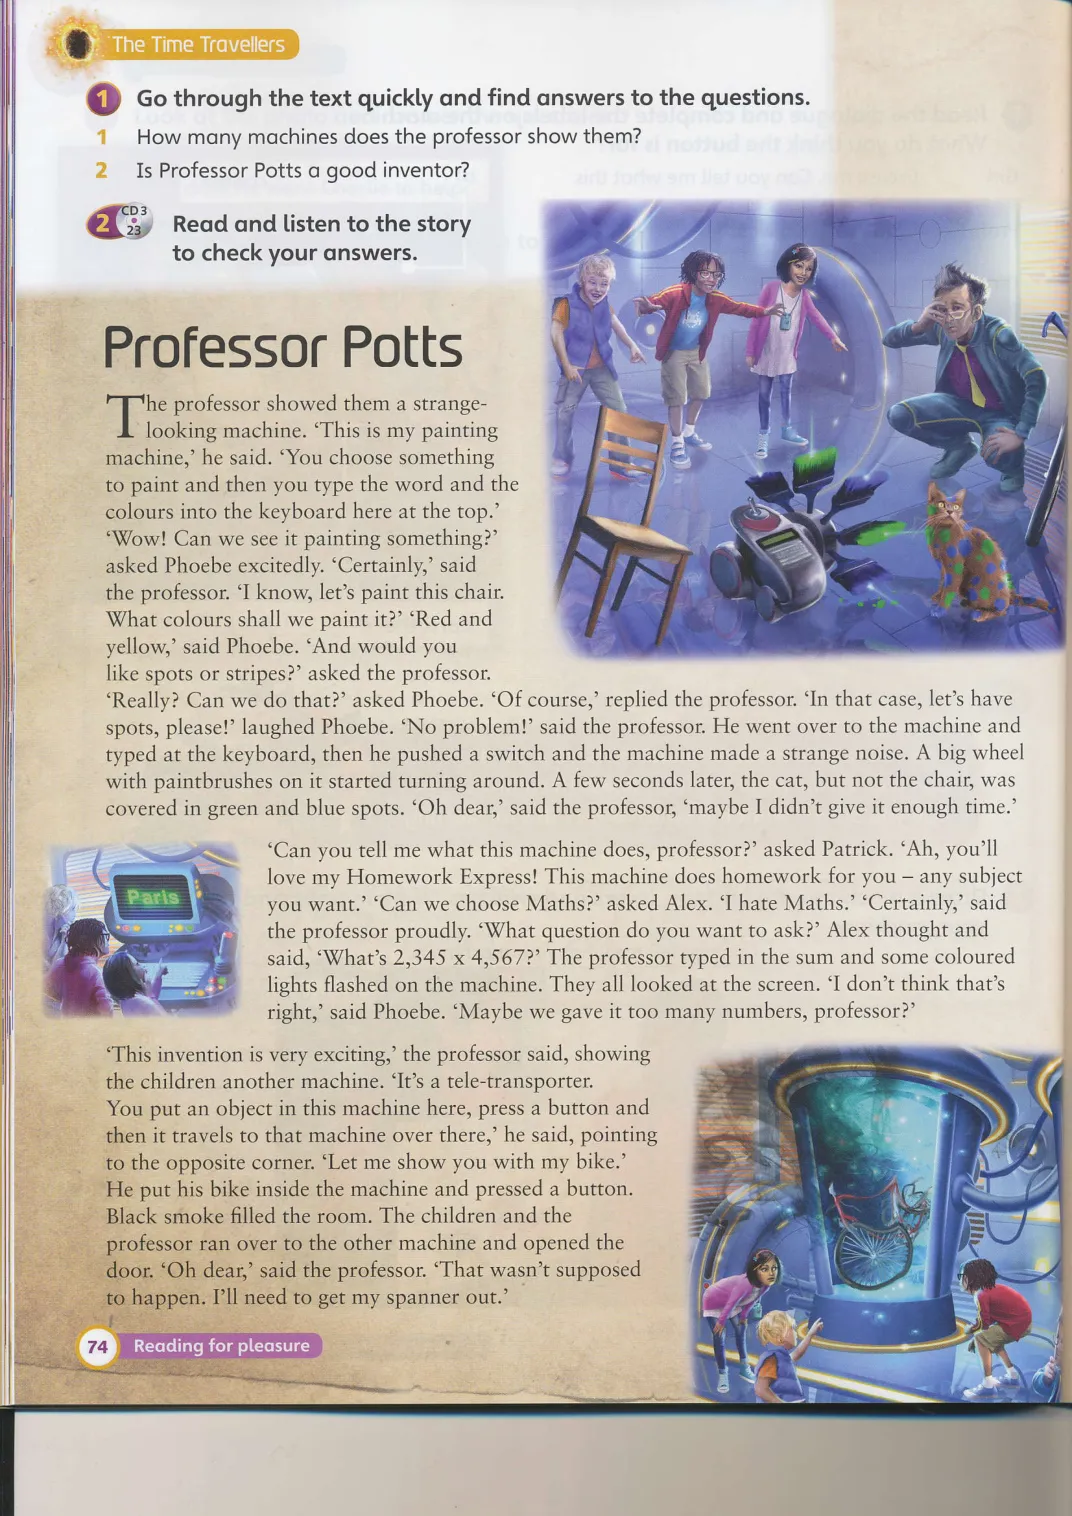 The Time Travellers
1 Go through the text quickly and find answers to the questions.
1 How many machines does the professor show them?
2 Is Professor Potts a good inventor?
2 CD 3 23 Read and listen to the story
to check your answers.
Professor Potts
The professor showed them a strange-
looking machine. ‘This is my painting
machine,’ he said. ‘You choose something
to paint and then you type the word and the
colours into the keyboard here at the top.’
‘Wow! Can we see it painting something?’
asked Phoebe excitedly. ‘Certainly,’ said
the professor. ‘I know, let’s paint this chair.
What colours shall we paint it?’ ‘Red and
yellow,’ said Phoebe. ‘And would you
like spots or stripes?’ asked the professor.
‘Really? Can we do that?’ asked Phoebe. ‘Of course,’ replied the professor. ‘In that case, let’s have
spots, please!’ laughed Phoebe. ‘No problem!’ said the professor. He went over to the machine and
typed at the keyboard, then he pushed a switch and the machine made a strange noise. A big wheel
with paintbrushes on it started turning around. A few seconds later, the cat, but not the chair, was
covered in green and blue spots. ‘Oh dear,’ said the professor, ‘maybe I didn’t give it enough time.’
Paris
‘Can you tell me what this machine does, professor?’ asked Patrick. ‘Ah, you’ll
love my Homework Express! This machine does homework for you – any subject
you want.’ ‘Can we choose Maths?’ asked Alex. ‘I hate Maths.’ ‘Certainly,’ said
the professor proudly. ‘What question do you want to ask?’ Alex thought and
said, ‘What’s 2,345 x 4,567?’ The professor typed in the sum and some coloured
lights flashed on the machine. They all looked at the screen. ‘I don’t think that’s
right,’ said Phoebe. ‘Maybe we gave it too many numbers, professor?’
‘This invention is very exciting,’ the professor said, showing
the children another machine. ‘It’s a tele-transporter.
You put an object in this machine here, press a button and
then it travels to that machine over there,’ he said, pointing
to the opposite corner. ‘Let me show you with my bike.’
He put his bike inside the machine and pressed a button.
Black smoke filled the room. The children and the
professor ran over to the other machine and opened the
door. ‘Oh dear,’ said the professor. ‘That wasn’t supposed
to happen. I’ll need to get my spanner out.’
74 Reading for pleasure